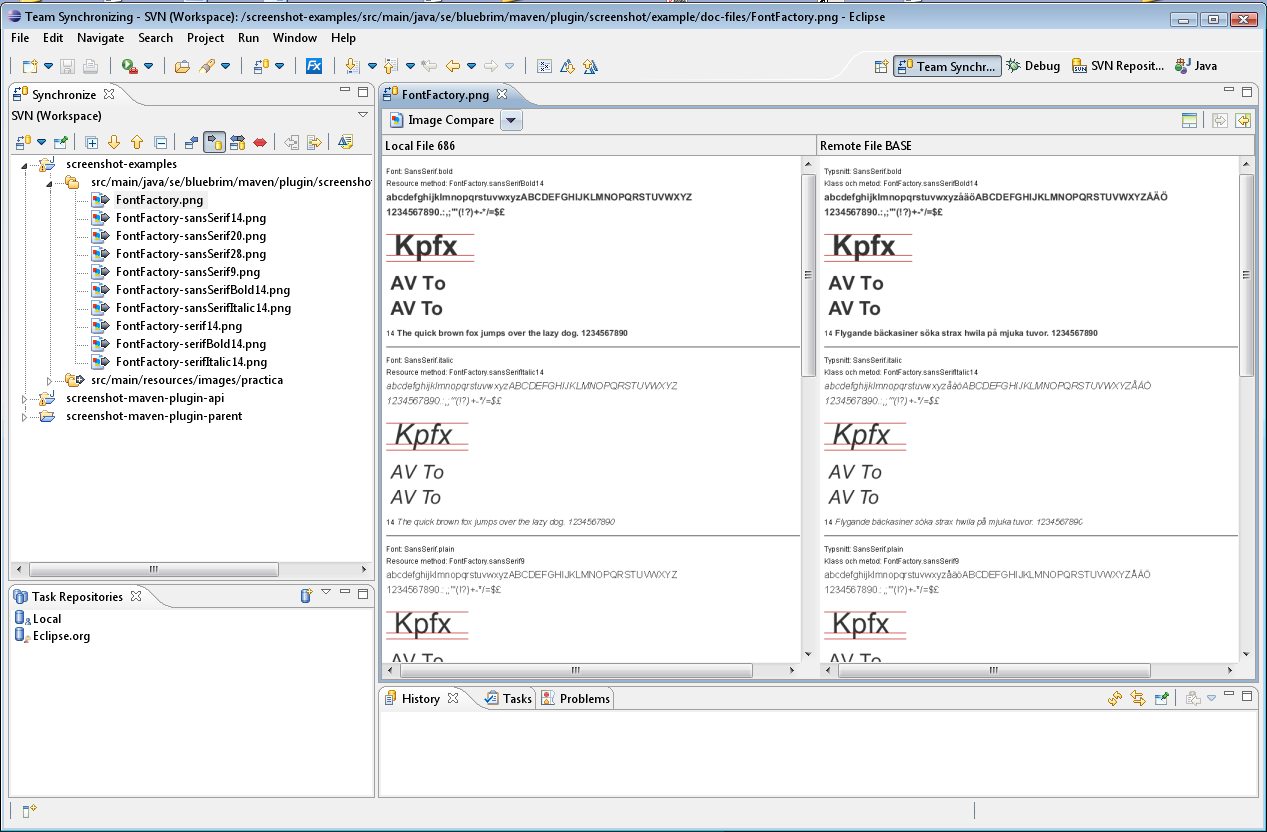 Team Synchronizing - SVN (Workspace): /screenshot-examples/src/main/java/se/bluebrim/maven/plugin/screenshot/example/doc-files/FontFactory.png - Eclipse
File Edit Navigate Search Project Run Window Help
Fx
Team Synchr... Debug SVN Reposit... Java
Synchronize
SVN (Workspace)
screenshot-examples
src/main/java/se/bluebrim/maven/plugin/screensho
FontFactory.png
FontFactory-sansSerif14.png
FontFactory-sansSerif20.png
FontFactory-sansSerif28.png
FontFactory-sansSerif9.png
FontFactory-sansSerifBold14.png
FontFactory-sansSerifItalic14.png
FontFactory-serif14.png
FontFactory-serifBold14.png
FontFactory-serifItalic14.png
src/main/resources/images/practica
screenshot-maven-plugin-api
screenshot-maven-plugin-parent
Task Repositories
Local
Eclipse.org
FontFactory.png
Image Compare
Local File 686
Font: SansSerif.bold
Resource method: FontFactory.sansSerifBold14
abcdefghijklmnopqrstuvwxyzABCDEFGHIJKLMNOPQRSTUVWXYZ
1234567890.:,;'"(!?)+-*/=$£
Kpfx
AV To
AV To
14 The quick brown fox jumps over the lazy dog. 1234567890
Font: SansSerif.italic
Resource method: FontFactory.sansSerifItalic14
abcdefghijklmnopqrstuvwxyzABCDEFGHIJKLMNOPQRSTUVWXYZ
1234567890.:,;'"(!?)+-*/=$£
Kpfx
AV To
AV To
14 The quick brown fox jumps over the lazy dog. 1234567890
Font: SansSerif.plain
Resource method: FontFactory.sansSerif9
abcdefghijklmnopqrstuvwxyzABCDEFGHIJKLMNOPQRSTUVWXYZ
1234567890.:,;'"(!?)+-*/=$£
Kpfx
AV To
Remote File BASE
Typsnitt: SansSerif.bold
Klass och metod: FontFactory.sansSerifBold14
abcdefghijklmnopqrstuvwxyzåäöABCDEFGHIJKLMNOPQRSTUVWXYZÅÄÖ
1234567890.:,;'"(!?)+-*/=$£
Kpfx
AV To
AV To
14 Flygande bäckasiner söka strax hwila på mjuka tuvor. 1234567890
Typsnitt: SansSerif.italic
Klass och metod: FontFactory.sansSerifItalic14
abcdefghijklmnopqrstuvwxyzåäöABCDEFGHIJKLMNOPQRSTUVWXYZÅÄÖ
1234567890.:,;'"(!?)+-*/=$£
Kpfx
AV To
AV To
14 Flygande bäckasiner söka strax hwila på mjuka tuvor. 1234567890
Typsnitt: SansSerif.plain
Klass och metod: FontFactory.sansSerif9
abcdefghijklmnopqrstuvwxyzåäöABCDEFGHIJKLMNOPQRSTUVWXYZÅÄÖ
1234567890.:,;'"(!?)+-*/=$£
Kpfx
AV To
History Tasks Problems